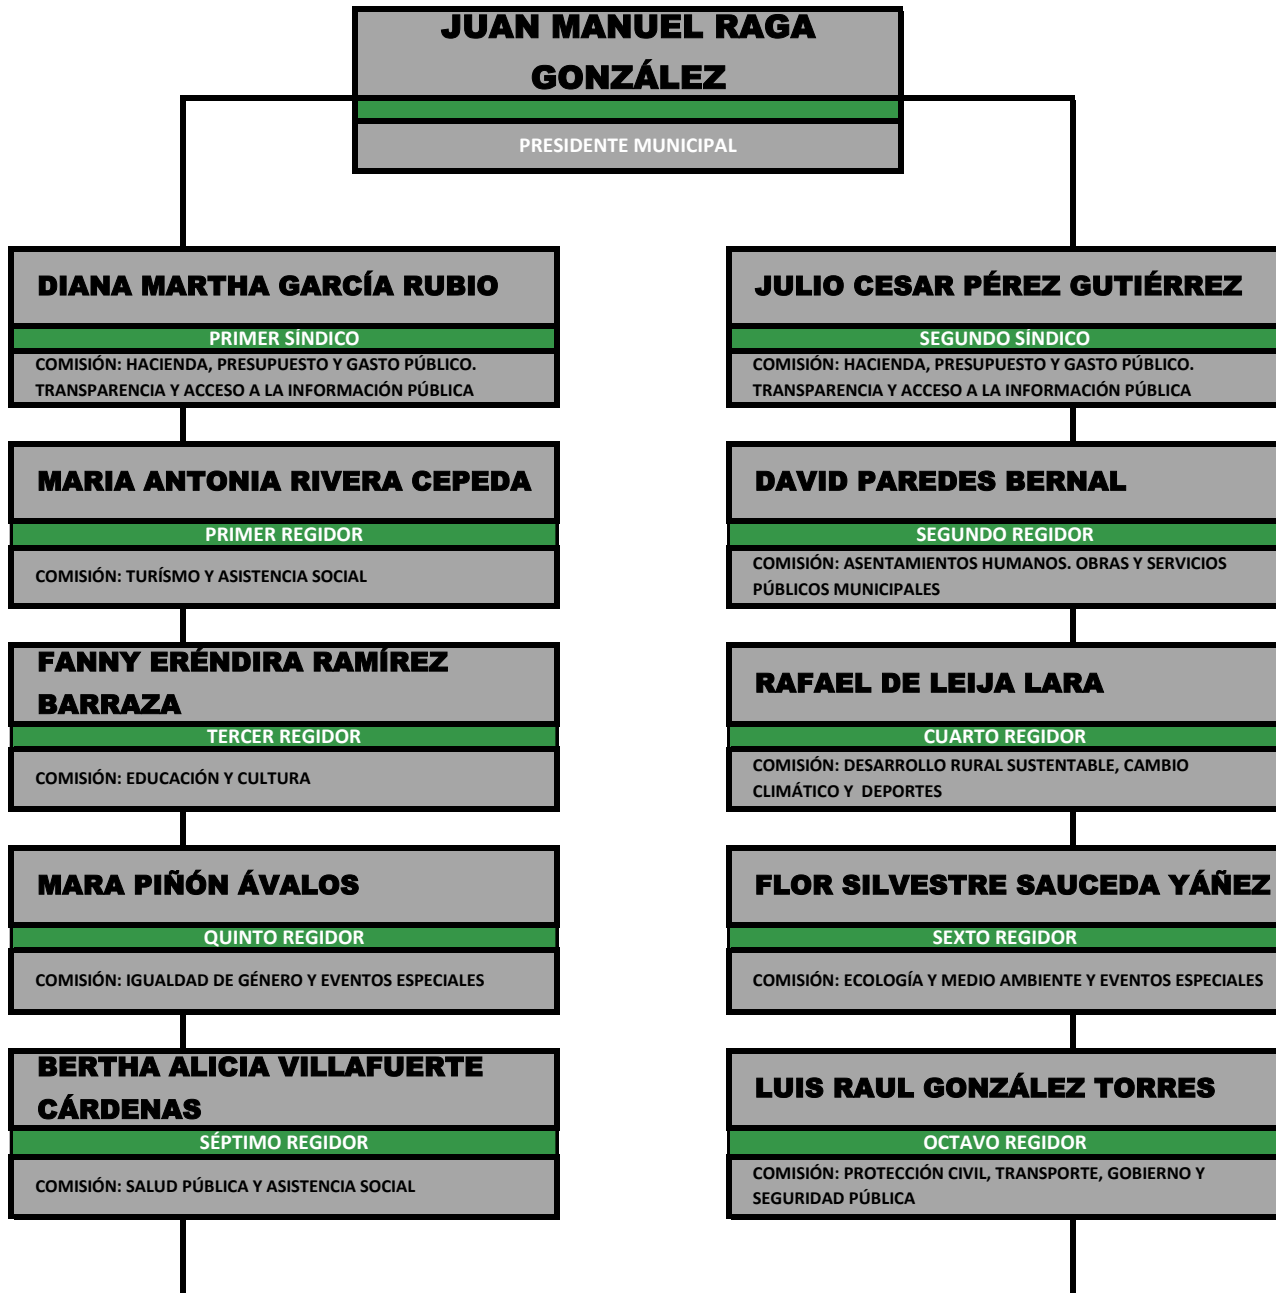 JUAN MANUEL RAGA
GONZÁLEZ
PRESIDENTE MUNICIPAL
DIANA MARTHA GARCÍA RUBIO
PRIMER SÍNDICO
COMISIÓN: HACIENDA, PRESUPUESTO Y GASTO PÚBLICO.
TRANSPARENCIA Y ACCESO A LA INFORMACIÓN PÚBLICA
JULIO CESAR PÉREZ GUTIÉRREZ
SEGUNDO SÍNDICO
COMISIÓN: HACIENDA, PRESUPUESTO Y GASTO PÚBLICO.
TRANSPARENCIA Y ACCESO A LA INFORMACIÓN PÚBLICA
MARIA ANTONIA RIVERA CEPEDA
PRIMER REGIDOR
COMISIÓN: TURÍSMO Y ASISTENCIA SOCIAL
DAVID PAREDES BERNAL
SEGUNDO REGIDOR
COMISIÓN: ASENTAMIENTOS HUMANOS. OBRAS Y SERVICIOS
PÚBLICOS MUNICIPALES
FANNY ERÉNDIRA RAMÍREZ
BARRAZA
TERCER REGIDOR
COMISIÓN: EDUCACIÓN Y CULTURA
RAFAEL DE LEIJA LARA
CUARTO REGIDOR
COMISIÓN: DESARROLLO RURAL SUSTENTABLE, CAMBIO
CLIMÁTICO Y DEPORTES
MARA PIÑÓN ÁVALOS
QUINTO REGIDOR
COMISIÓN: IGUALDAD DE GÉNERO Y EVENTOS ESPECIALES
FLOR SILVESTRE SAUCEDA YÁÑEZ
SEXTO REGIDOR
COMISIÓN: ECOLOGÍA Y MEDIO AMBIENTE Y EVENTOS ESPECIALES
BERTHA ALICIA VILLAFUERTE
CÁRDENAS
SÉPTIMO REGIDOR
COMISIÓN: SALUD PÚBLICA Y ASISTENCIA SOCIAL
LUIS RAUL GONZÁLEZ TORRES
OCTAVO REGIDOR
COMISIÓN: PROTECCIÓN CIVIL, TRANSPORTE, GOBIERNO Y
SEGURIDAD PÚBLICA